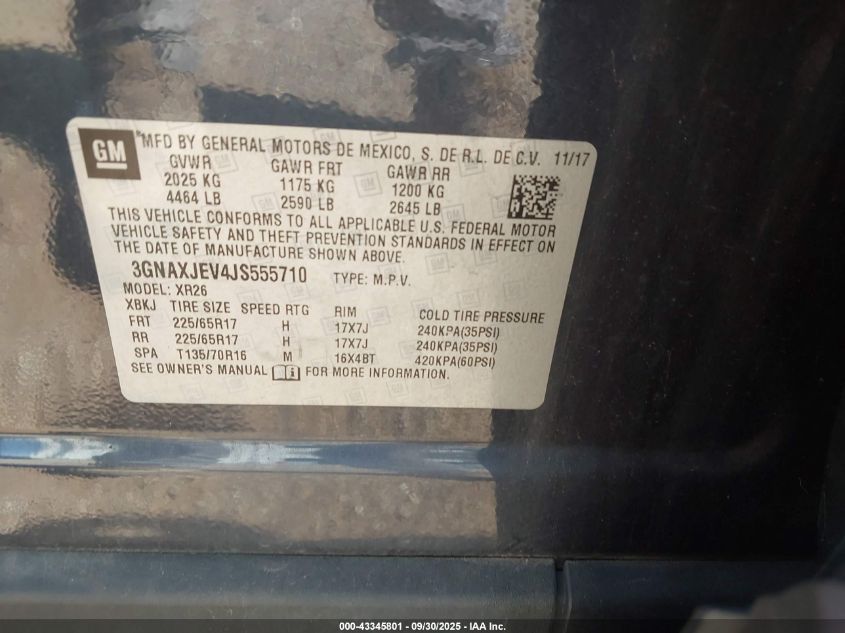 GM *MFD BY GENERAL MOTORS DE MEXICO, S. DE R.L. DE C.V. 11/17
GVWR GAWR FRT GAWR RR
2025 KG 1175 KG 1200 KG
4464 LB 2590 LB 2645 LB
THIS VEHICLE CONFORMS TO ALL APPLICABLE U.S. FEDERAL MOTOR
VEHICLE SAFETY AND THEFT PREVENTION STANDARDS IN EFFECT ON
THE DATE OF MANUFACTURE SHOWN ABOVE.
3GNAXJEV4JS555710 TYPE: M.P.V.
MODEL: XR26
XBKJ TIRE SIZE SPEED RTG RIM COLD TIRE PRESSURE
FRT 225/65R17 H 17X7J 240KPA(35PSI)
RR 225/65R17 H 17X7J 240KPA(35PSI)
SPA T135/70R16 M 16X4BT 420KPA(60PSI)
SEE OWNER'S MANUAL i FOR MORE INFORMATION.
000-43345801 - 09/30/2025 - IAA Inc.